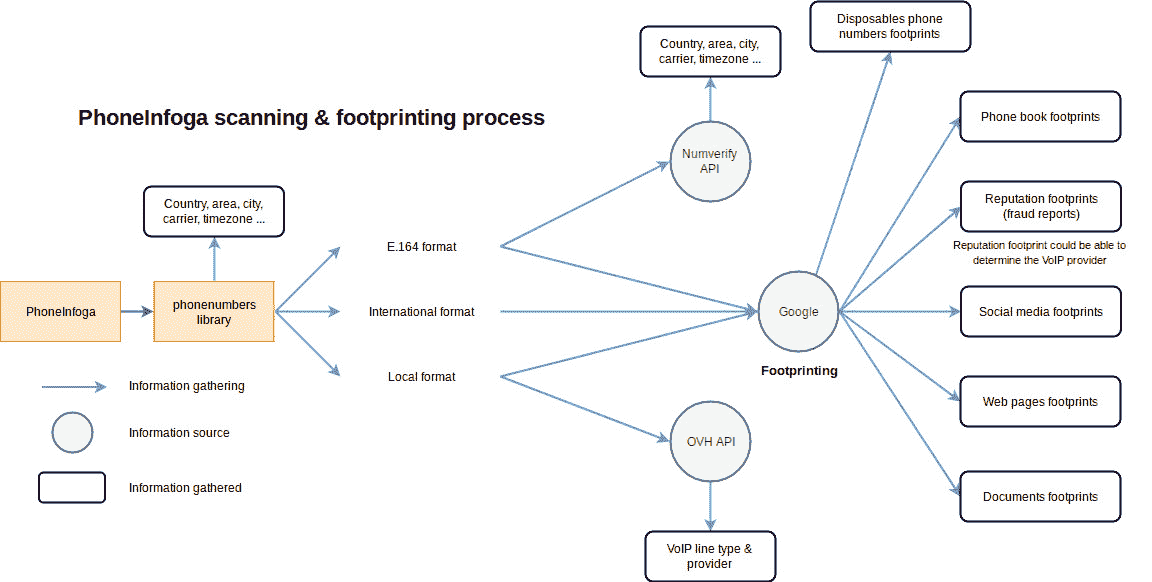 Disposables phone
numbers footprints
Country, area, city,
carrier, timezone ...
PhoneInfoga scanning & footprinting process
Phone book footprints
Numverify
API
Country, area, city,
carrier, timezone ...
Reputation footprints
(fraud reports)
Reputation footprint could be able to
determine the VoIP provider
E.164 format
PhoneInfoga
phonenumbers
library
International format
Google
Social media footprints
Footprinting
Local format
Information gathering
Web pages footprints
Information source
OVH API
Information gathered
Documents footprints
VoIP line type &
provider